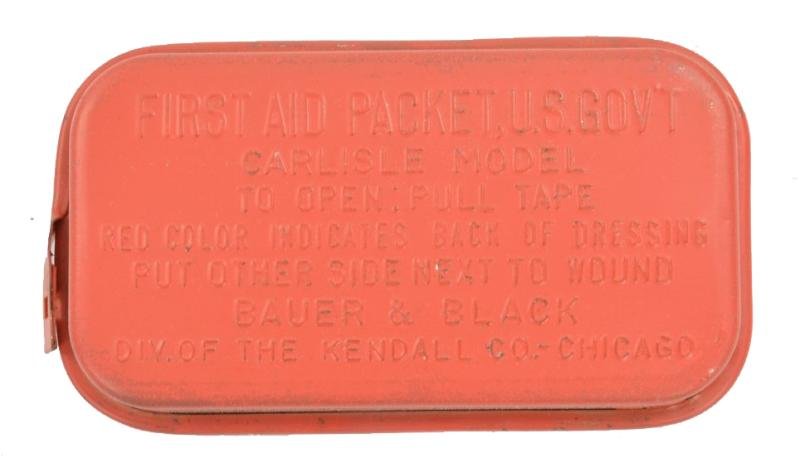 FIRST AID PACKET, U.S. GOV'T
CARLISLE MODEL
TO OPEN: PULL TAPE
RED COLOR INDICATES BACK OF DRESSING
PUT OTHER SIDE NEXT TO WOUND
BAUER & BLACK
DIV. OF THE KENDALL CO.-CHICAGO